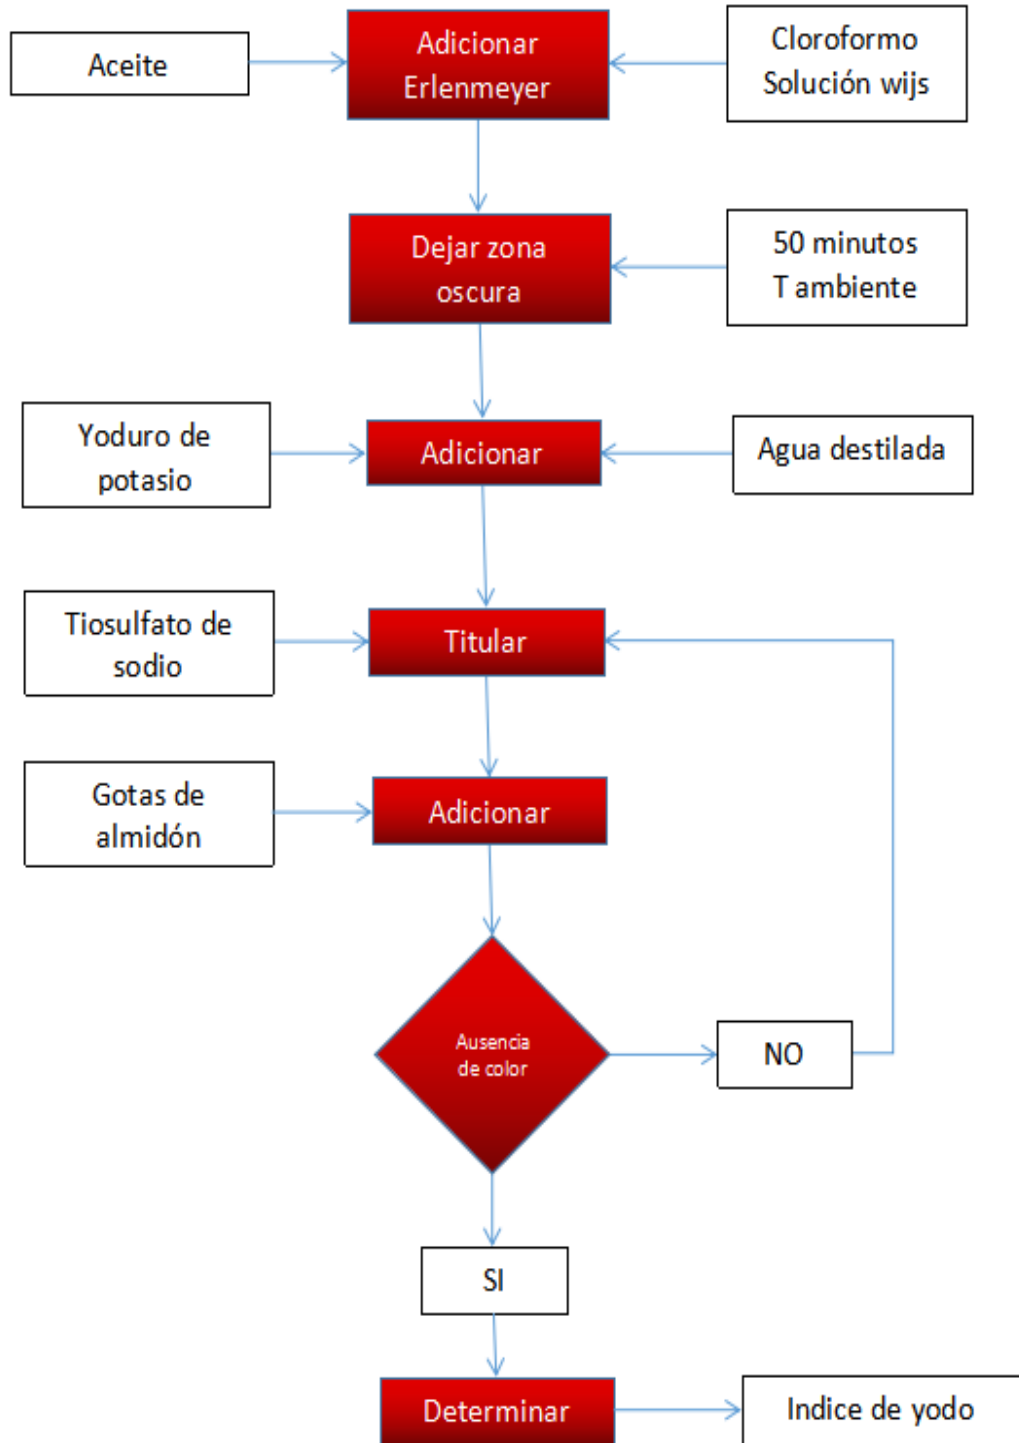 Aceite
Adicionar
Erlenmeyer
Cloroformo
Solución wijs
Dejar zona
oscura
50 minutos
T ambiente
Yoduro de
potasio
Adicionar
Agua destilada
Tiosulfato de
sodio
Titular
Gotas de
almidón
Adicionar
Ausencia
de color
NO
SI
Determinar
Indice de yodo